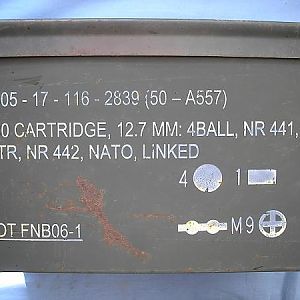 05 - 17 - 116 - 2839 (50 – A557)
0 CARTRIDGE, 12.7 MM: 4BALL, NR 441,
TR, NR 442, NATO, LiNKED
4 1
OT FNB06-1
M9